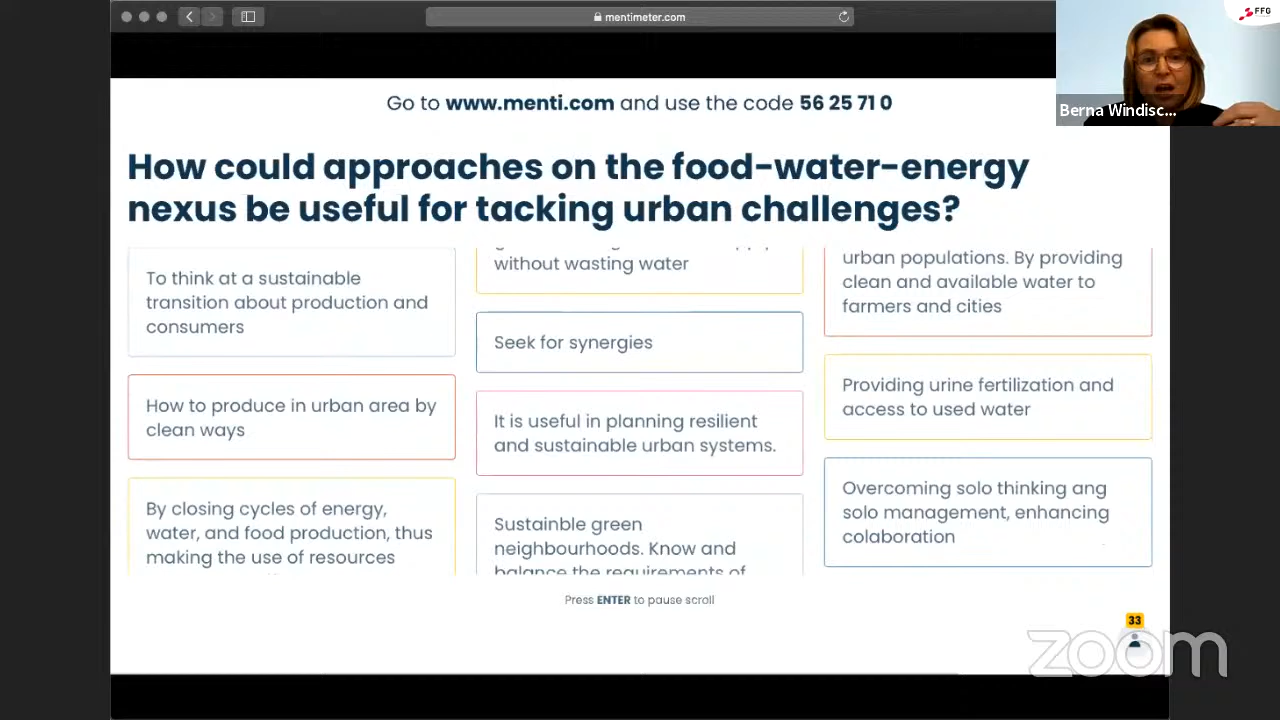 mentimeter.com
FFG
Berna Windisc...
Go to www.menti.com and use the code 56 25 71 0
How could approaches on the food-water-energy
nexus be useful for tacking urban challenges?
To think at a sustainable
transition about production and
consumers
How to produce in urban area by
clean ways
By closing cycles of energy,
water, and food production, thus
making the use of resources
without wasting water
Seek for synergies
It is useful in planning resilient
and sustainable urban systems.
Sustainble green
neighbourhoods. Know and
balance the requirements of
urban populations. By providing
clean and available water to
farmers and cities
Providing urine fertilization and
access to used water
Overcoming solo thinking ang
solo management, enhancing
colaboration
Press ENTER to pause scroll
33
zoom